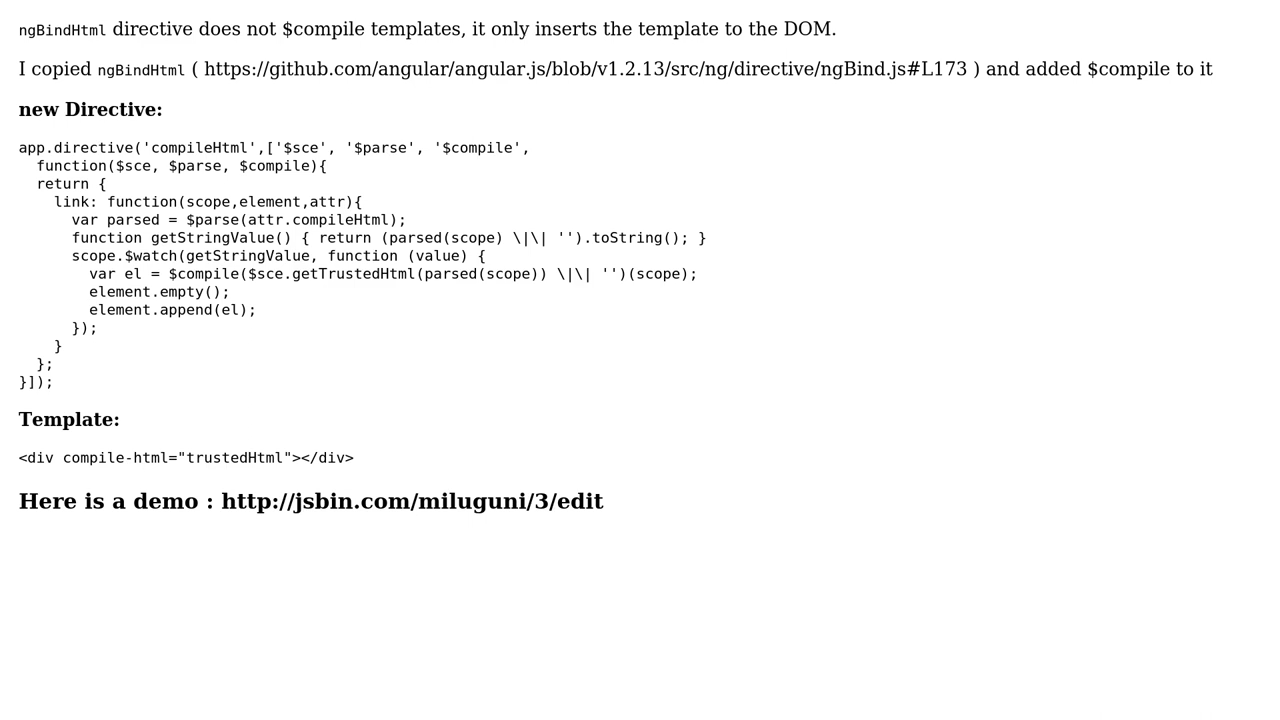 ngBindHtml directive does not $compile templates, it only inserts the template to the DOM.
I copied ngBindHtml ( https://github.com/angular/angular.js/blob/v1.2.13/src/ng/directive/ngBind.js#L173 ) and added $compile to it
new Directive:
app.directive('compileHtml',['$sce', '$parse', '$compile',
  function($sce, $parse, $compile){
  return {
    link: function(scope,element,attr){
      var parsed = $parse(attr.compileHtml);
      function getStringValue() { return (parsed(scope) \|\| '').toString(); }
      scope.$watch(getStringValue, function (value) {
        var el = $compile($sce.getTrustedHtml(parsed(scope)) \|\| '')(scope);
        element.empty();
        element.append(el);
      });
    }
  };
}]);
Template:
<div compile-html="trustedHtml"></div>
Here is a demo : http://jsbin.com/miluguni/3/edit